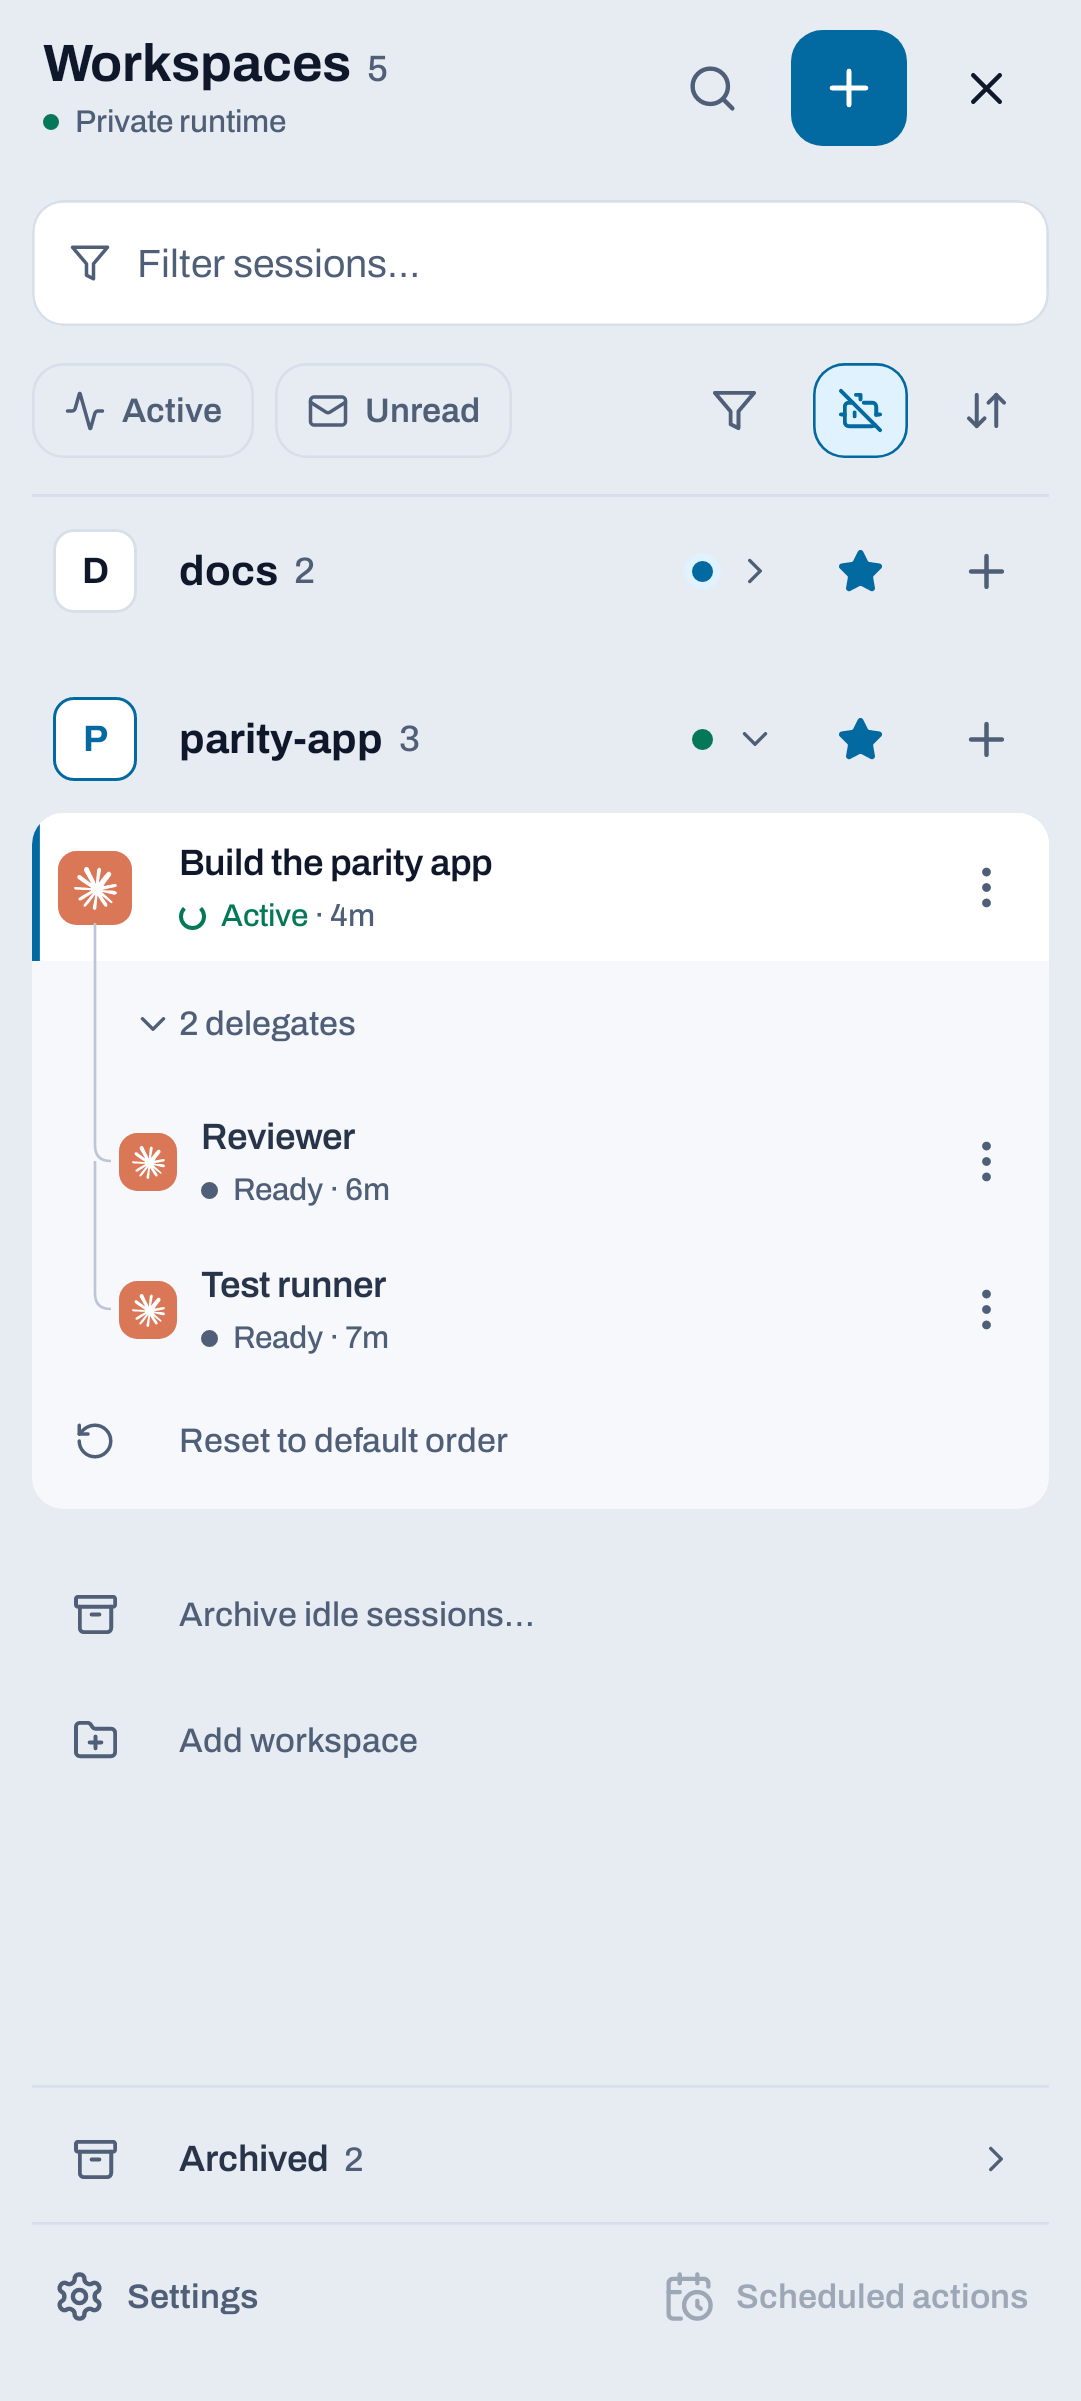 Workspaces 5
Private runtime
Filter sessions...
Active
Unread
D docs 2
P parity-app 3
Build the parity app
Active · 4m
2 delegates
Reviewer
Ready · 6m
Test runner
Ready · 7m
Reset to default order
Archive idle sessions...
Add workspace
Archived 2
Settings
Scheduled actions